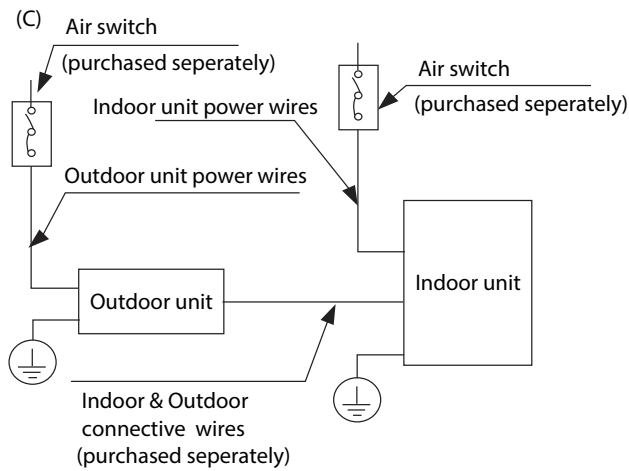 (C)
Air switch
(purchased seperately)
Air switch
(purchased seperately)
Indoor unit power wires
Outdoor unit power wires
Outdoor unit
Indoor unit
Indoor & Outdoor
connective wires
(purchased seperately)